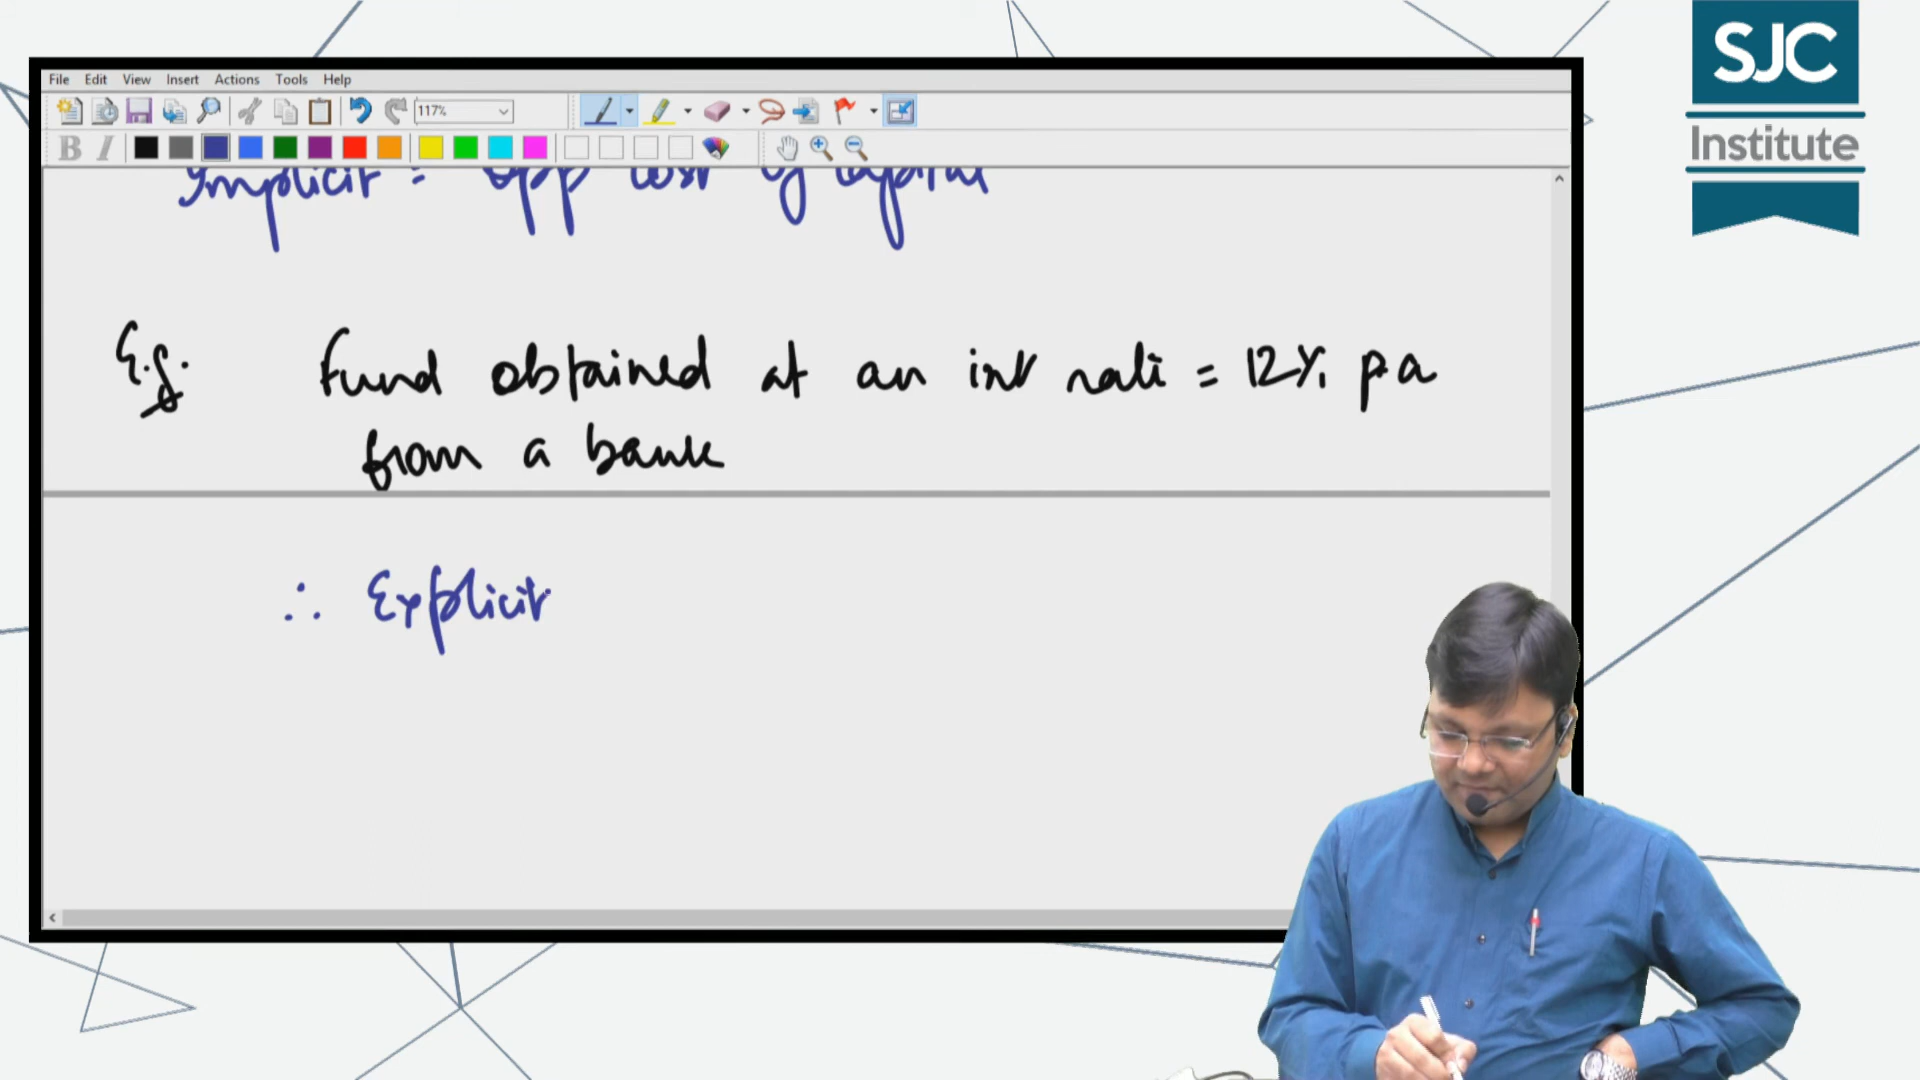 SJC
Institute
File Edit View Insert Actions Tools Help
117%
B I
Implicit = opp cost of capital
E.g. Fund obtained at an int rate = 12% p.a
from a bank
∴ Explicit